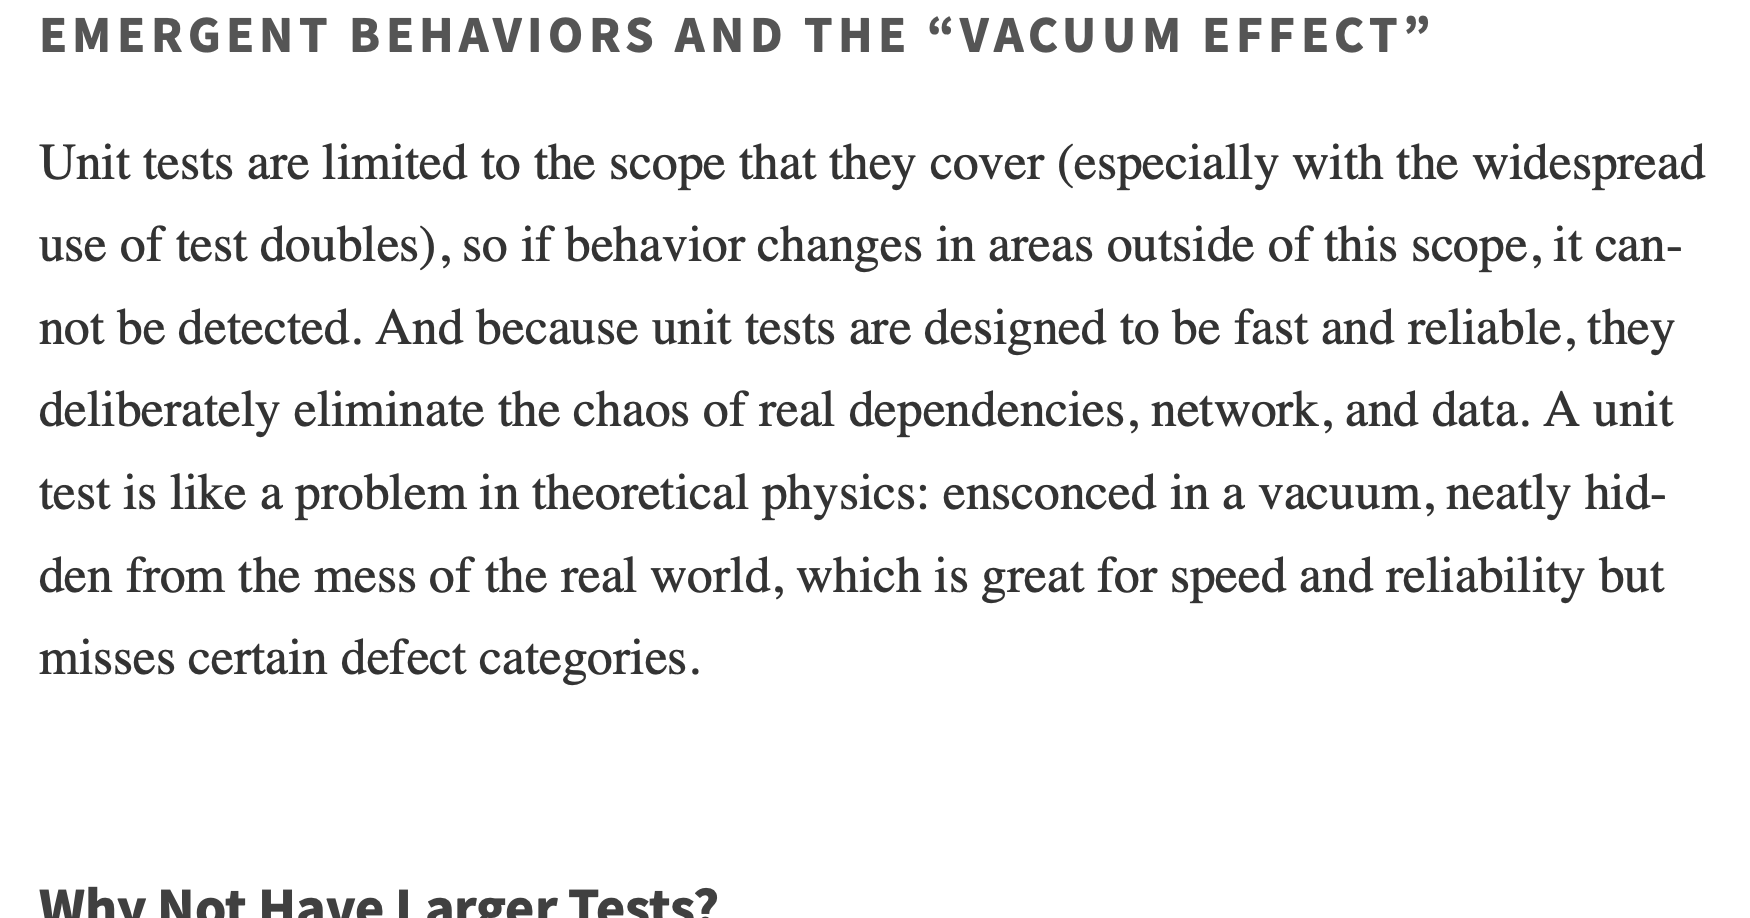 EMERGENT BEHAVIORS AND THE “VACUUM EFFECT”
Unit tests are limited to the scope that they cover (especially with the widespread
use of test doubles), so if behavior changes in areas outside of this scope, it can-
not be detected. And because unit tests are designed to be fast and reliable, they
deliberately eliminate the chaos of real dependencies, network, and data. A unit
test is like a problem in theoretical physics: ensconced in a vacuum, neatly hid-
den from the mess of the real world, which is great for speed and reliability but
misses certain defect categories.
Why Not Have Larger Tests?